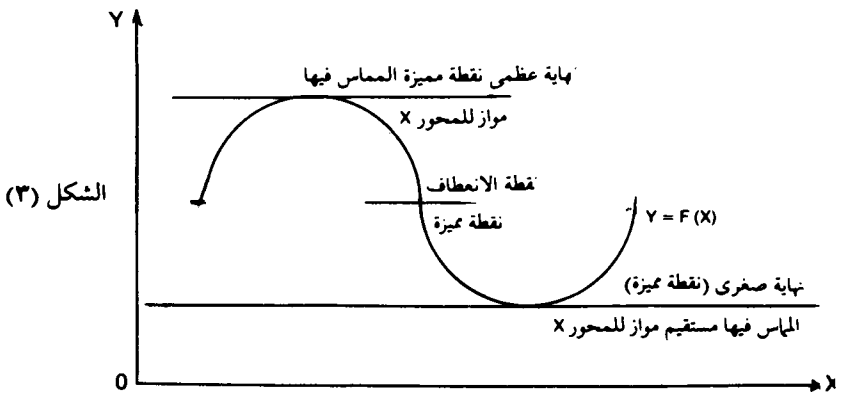 Y
نهاية عظمى نقطة مميزة المماس فيها
مواز للمحور X
نقطة الانعطاف
الشكل (٣)
نقطة مميزة
Y = F (X)
نهاية صغرى (نقطة مميزة)
المماس فيها مستقيم مواز للمحور X
0
X